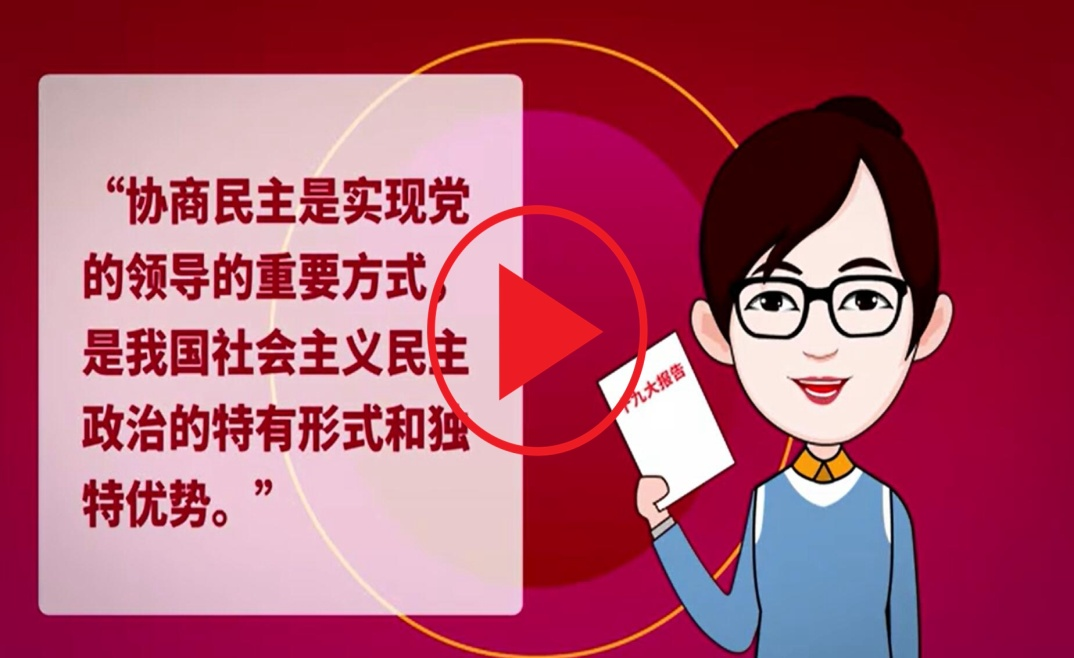 “协商民主是实现党
的领导的重要方式，
是我国社会主义民主
政治的特有形式和独
特优势。”
十九大报告